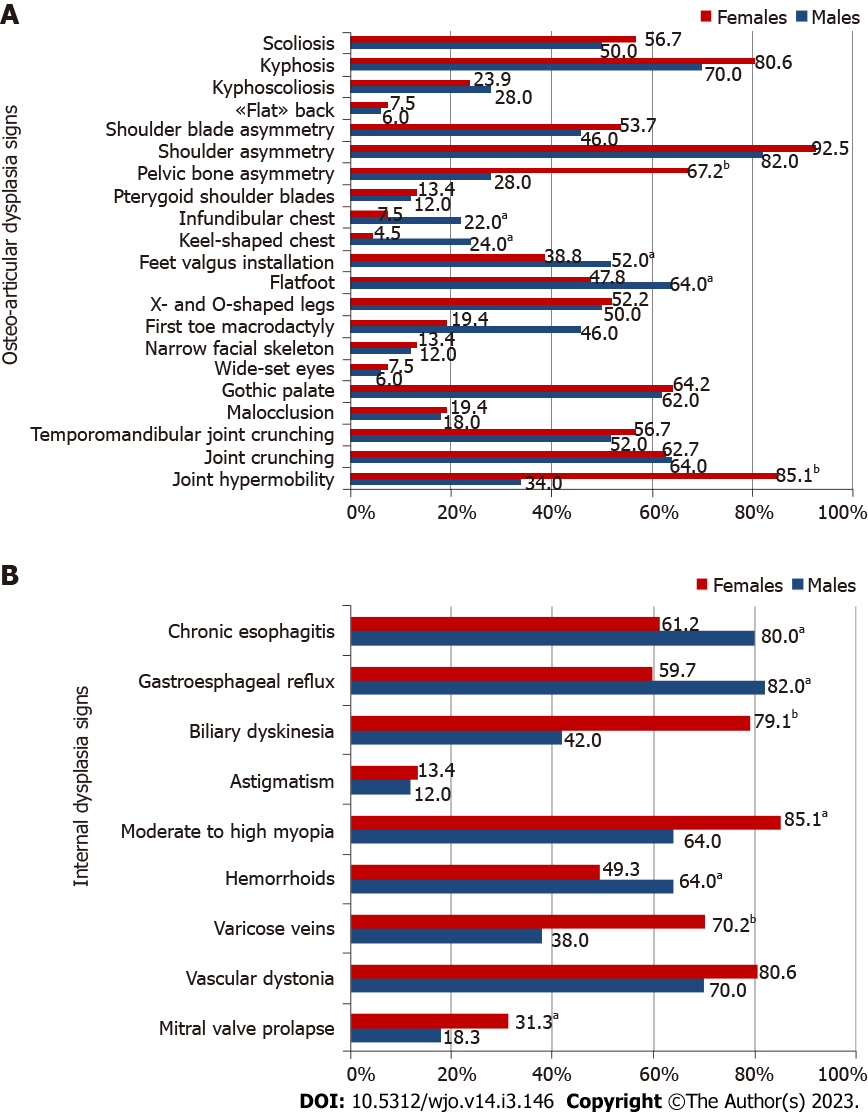 A
Females Males
Osteo-articular dysplasia signs
Scoliosis 56.7 50.0
Kyphosis 80.6 70.0
Kyphoscoliosis 23.9 28.0
«Flat» back 7.5 6.0
Shoulder blade asymmetry 53.7 46.0
Shoulder asymmetry 92.5 82.0
Pelvic bone asymmetry 67.2b 28.0
Pterygoid shoulder blades 13.4 12.0
Infundibular chest 7.5 22.0a
Keel-shaped chest 4.5 24.0a
Feet valgus installation 38.8 52.0a
Flatfoot 47.8 64.0a
X- and O-shaped legs 52.2 50.0
First toe macrodactyly 19.4 46.0
Narrow facial skeleton 13.4 12.0
Wide-set eyes 7.5 6.0
Gothic palate 64.2 62.0
Malocclusion 19.4 18.0
Temporomandibular joint crunching 56.7 52.0
Joint crunching 62.7 64.0
Joint hypermobility 85.1b 34.0
0% 20% 40% 60% 80% 100%
B
Females Males
Internal dysplasia signs
Chronic esophagitis 61.2 80.0a
Gastroesphageal reflux 59.7 82.0a
Biliary dyskinesia 79.1b 42.0
Astigmatism 13.4 12.0
Moderate to high myopia 85.1a 64.0
Hemorrhoids 49.3 64.0a
Varicose veins 70.2b 38.0
Vascular dystonia 80.6 70.0
Mitral valve prolapse 31.3a 18.3
0% 20% 40% 60% 80% 100%
DOI: 10.5312/wjo.v14.i3.146 Copyright ©The Author(s) 2023.